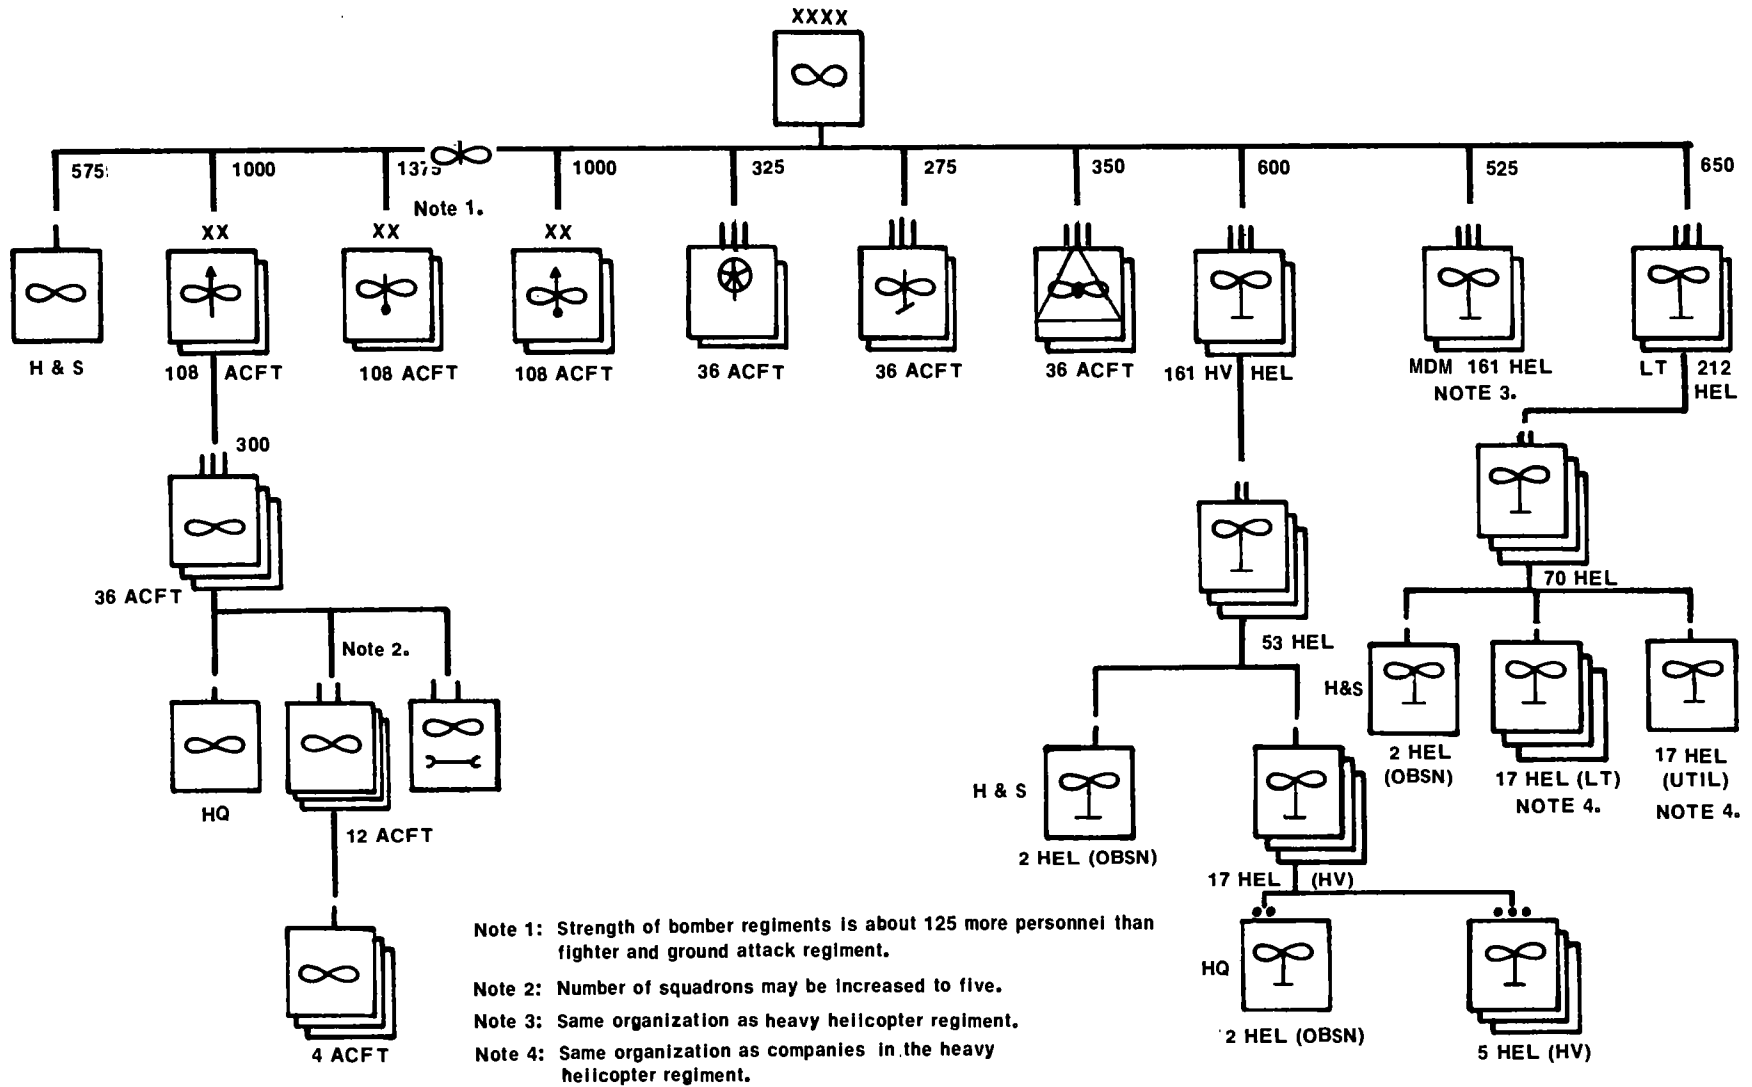 XXXX
575 1000 1375 1000 325 275 350 600 525 650
Note 1.
XX XX XX
H & S
108 ACFT 108 ACFT 108 ACFT 36 ACFT 36 ACFT 36 ACFT 161 HV HEL MDM 161 HEL LT 212
NOTE 3. HEL
300
36 ACFT
70 HEL
Note 2.
53 HEL
H&S
2 HEL
(OBSN)
17 HEL (LT)
NOTE 4.
17 HEL
(UTIL)
NOTE 4.
HQ
12 ACFT
H & S
2 HEL (OBSN)
17 HEL (HV)
HQ
2 HEL (OBSN)
5 HEL (HV)
4 ACFT
Note 1: Strength of bomber regiments is about 125 more personnel than
fighter and ground attack regiment.
Note 2: Number of squadrons may be increased to five.
Note 3: Same organization as heavy helicopter regiment.
Note 4: Same organization as companies in the heavy
helicopter regiment.